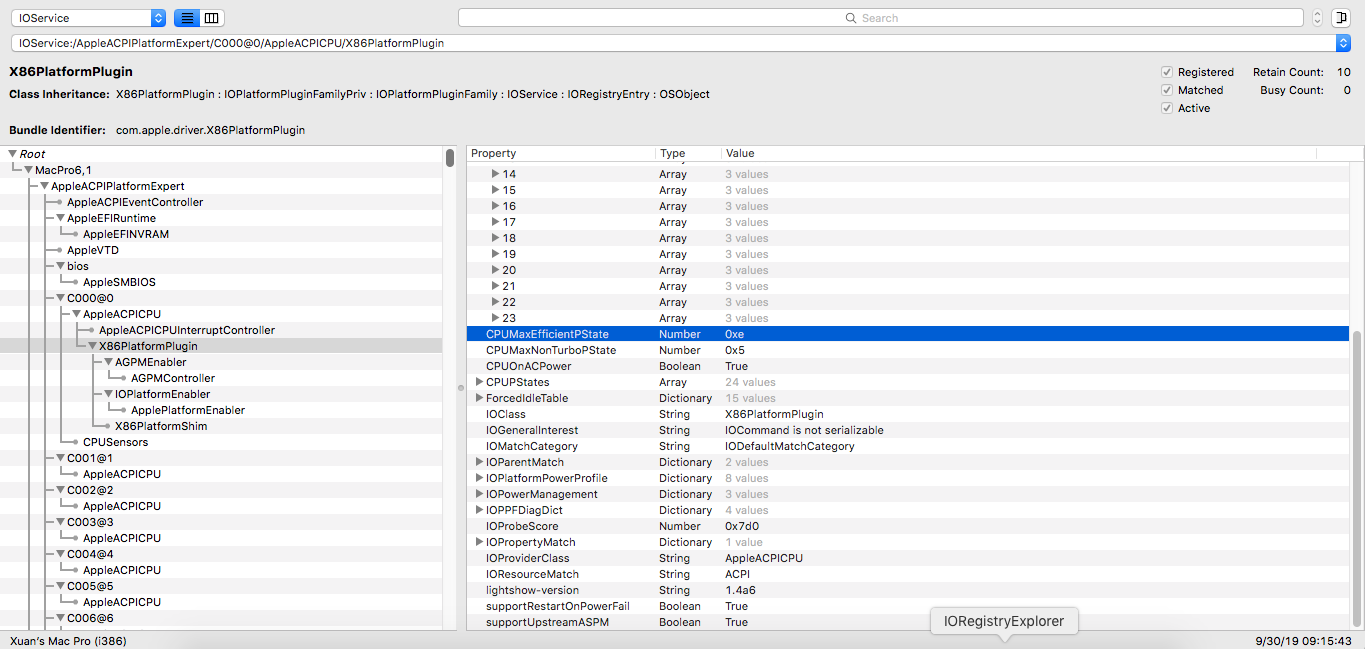 IOService
Search
IOService:/AppleACPIPlatformExpert/C000@0/AppleACPICPU/X86PlatformPlugin
X86PlatformPlugin
Registered Retain Count: 10
Class Inheritance: X86PlatformPlugin : IOPlatformPluginFamilyPriv : IOPlatformPluginFamily : IOService : IORegistryEntry : OSObject
Matched Busy Count: 0
Active
Bundle Identifier: com.apple.driver.X86PlatformPlugin
Root
MacPro6,1
AppleACPIPlatformExpert
AppleACPIEventController
AppleEFIRuntime
AppleEFINVRAM
AppleVTD
bios
AppleSMBIOS
C000@0
AppleACPICPU
AppleACPICPUInterruptController
X86PlatformPlugin
AGPMEnabler
AGPMController
IOPlatformEnabler
ApplePlatformEnabler
X86PlatformShim
CPUSensors
C001@1
AppleACPICPU
C002@2
AppleACPICPU
C003@3
AppleACPICPU
C004@4
AppleACPICPU
C005@5
AppleACPICPU
C006@6
Property Type Value
14 Array 3 values
15 Array 3 values
16 Array 3 values
17 Array 3 values
18 Array 3 values
19 Array 3 values
20 Array 3 values
21 Array 3 values
22 Array 3 values
23 Array 3 values
CPUMaxEfficientPState Number 0xe
CPUMaxNonTurboPState Number 0x5
CPUOnACPower Boolean True
CPUPStates Array 24 values
ForcedIdleTable Dictionary 15 values
IOClass String X86PlatformPlugin
IOGeneralInterest String IOCommand is not serializable
IOMatchCategory String IODefaultMatchCategory
IOParentMatch Dictionary 2 values
IOPlatformPowerProfile Dictionary 8 values
IOPowerManagement Dictionary 3 values
IOPPFDiagDict Dictionary 4 values
IOProbeScore Number 0x7d0
IOPropertyMatch Dictionary 1 value
IOProviderClass String AppleACPICPU
IOResourceMatch String ACPI
lightshow-version String 1.4a6
supportRestartOnPowerFail Boolean True
supportUpstreamASPM Boolean True
IORegistryExplorer
Xuan's Mac Pro (i386)
9/30/19 09:15:43